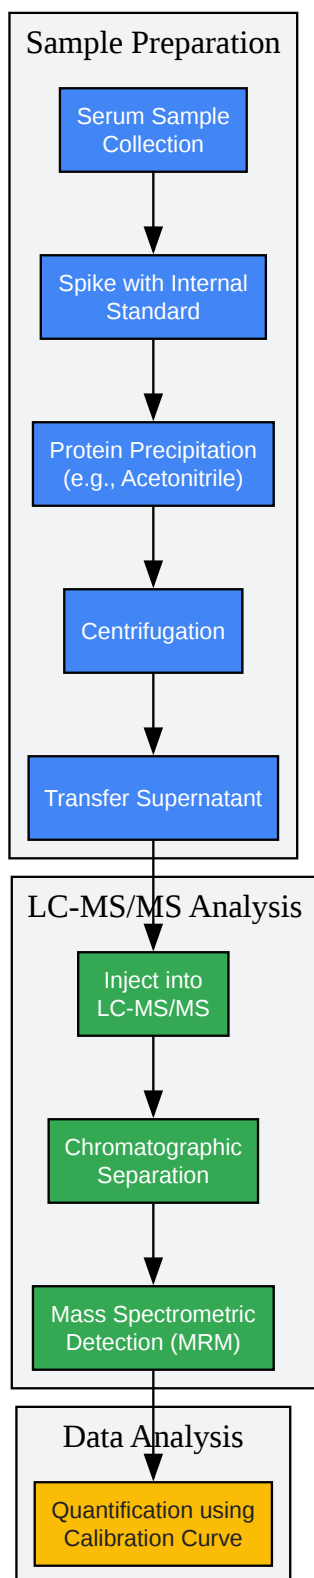 Sample Preparation
Serum Sample
Collection
Spike with Internal
Standard
Protein Precipitation
(e.g., Acetonitrile)
Centrifugation
Transfer Supernatant
LC-MS/MS Analysis
Inject into
LC-MS/MS
Chromatographic
Separation
Mass Spectrometric
Detection (MRM)
Data Analysis
Quantification using
Calibration Curve